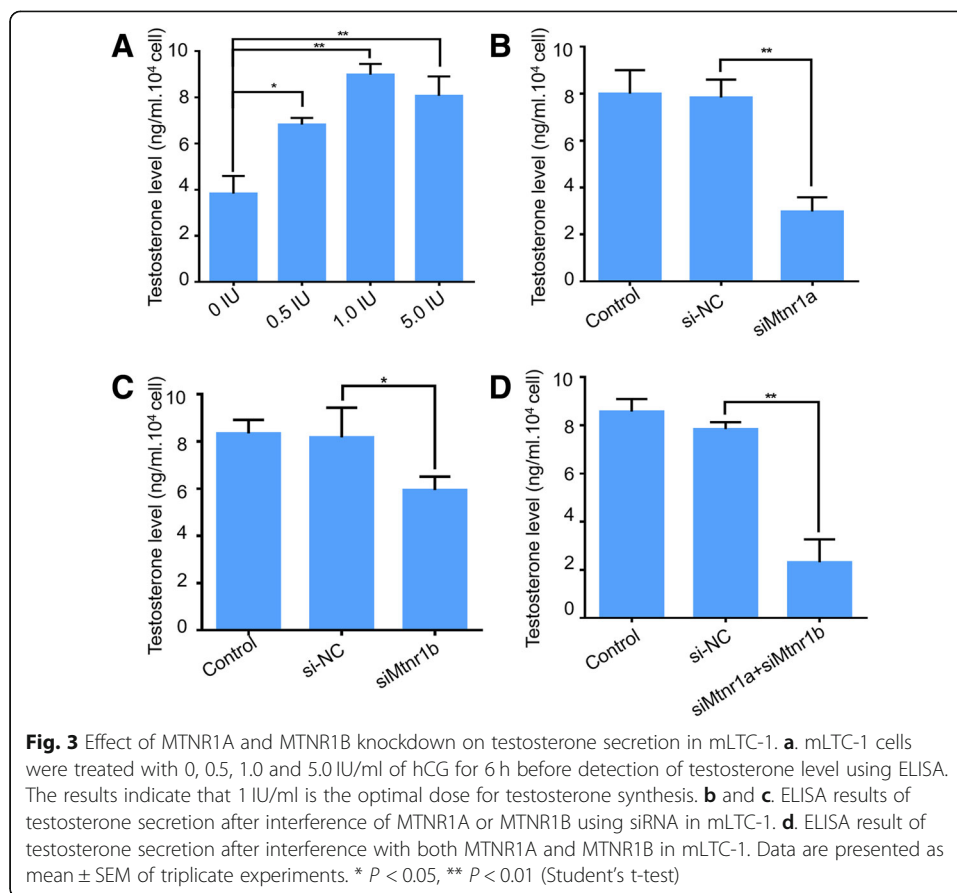 A
Testosterone level (ng/ml.10⁴ cell)
10
8
6
4
2
0
*
**
**
0 IU
0.5 IU
1.0 IU
5.0 IU
B
Testosterone level (ng/ml.10⁴ cell)
10
8
6
4
2
0
**
Control
si-NC
siMtnr1a
C
Testosterone level (ng/ml.10⁴ cell)
10
8
6
4
2
0
*
Control
si-NC
siMtnr1b
D
Testosterone level (ng/ml.10⁴ cell)
10
8
6
4
2
0
**
Control
si-NC
siMtnr1a+siMtnr1b
Fig. 3 Effect of MTNR1A and MTNR1B knockdown on testosterone secretion in mLTC-1. a. mLTC-1 cells
were treated with 0, 0.5, 1.0 and 5.0 IU/ml of hCG for 6 h before detection of testosterone level using ELISA.
The results indicate that 1 IU/ml is the optimal dose for testosterone synthesis. b and c. ELISA results of
testosterone secretion after interference of MTNR1A or MTNR1B using siRNA in mLTC-1. d. ELISA result of
testosterone secretion after interference with both MTNR1A and MTNR1B in mLTC-1. Data are presented as
mean ± SEM of triplicate experiments. * P < 0.05, ** P < 0.01 (Student's t-test)